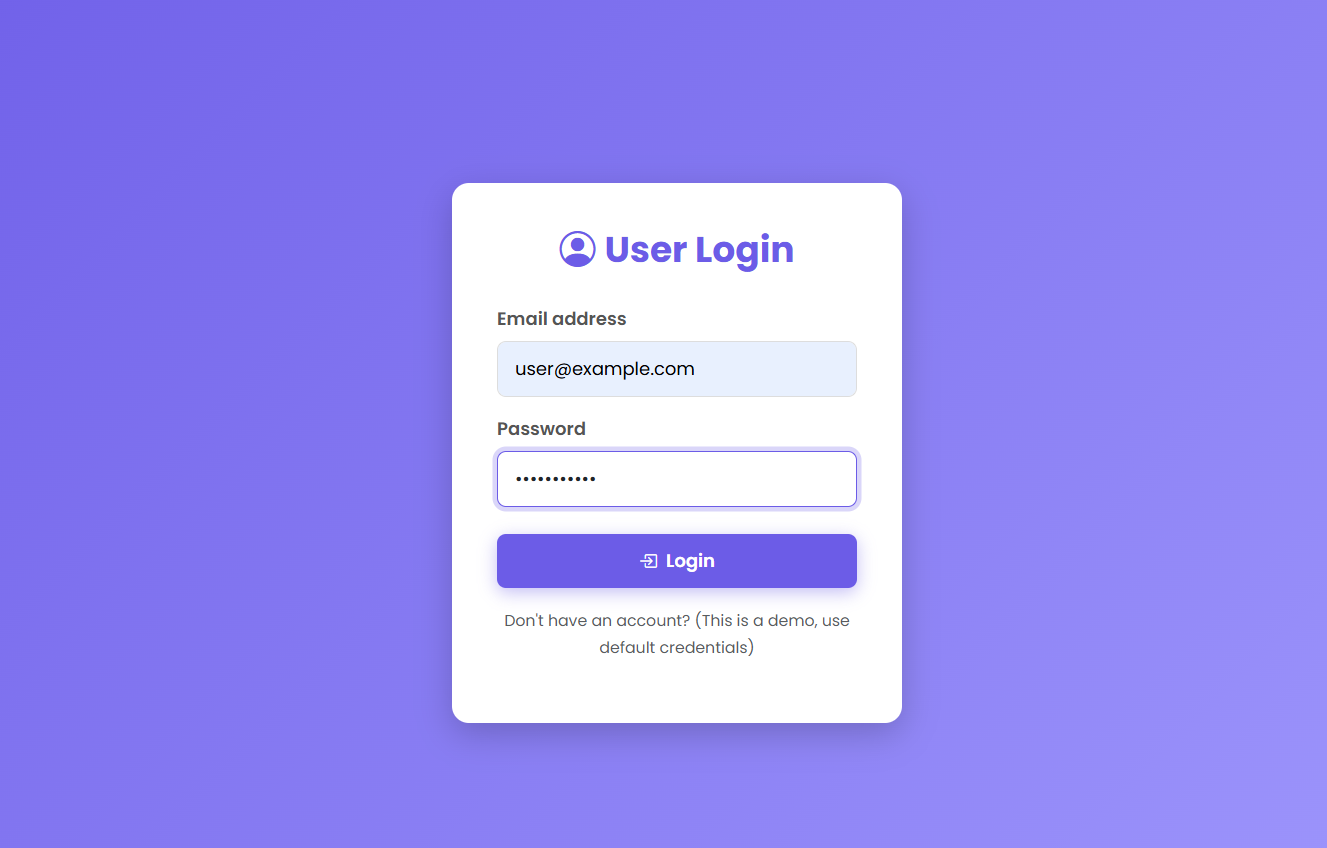 User Login
Email address
user@example.com
Password
•••••••••••
Login
Don't have an account? (This is a demo, use
default credentials)